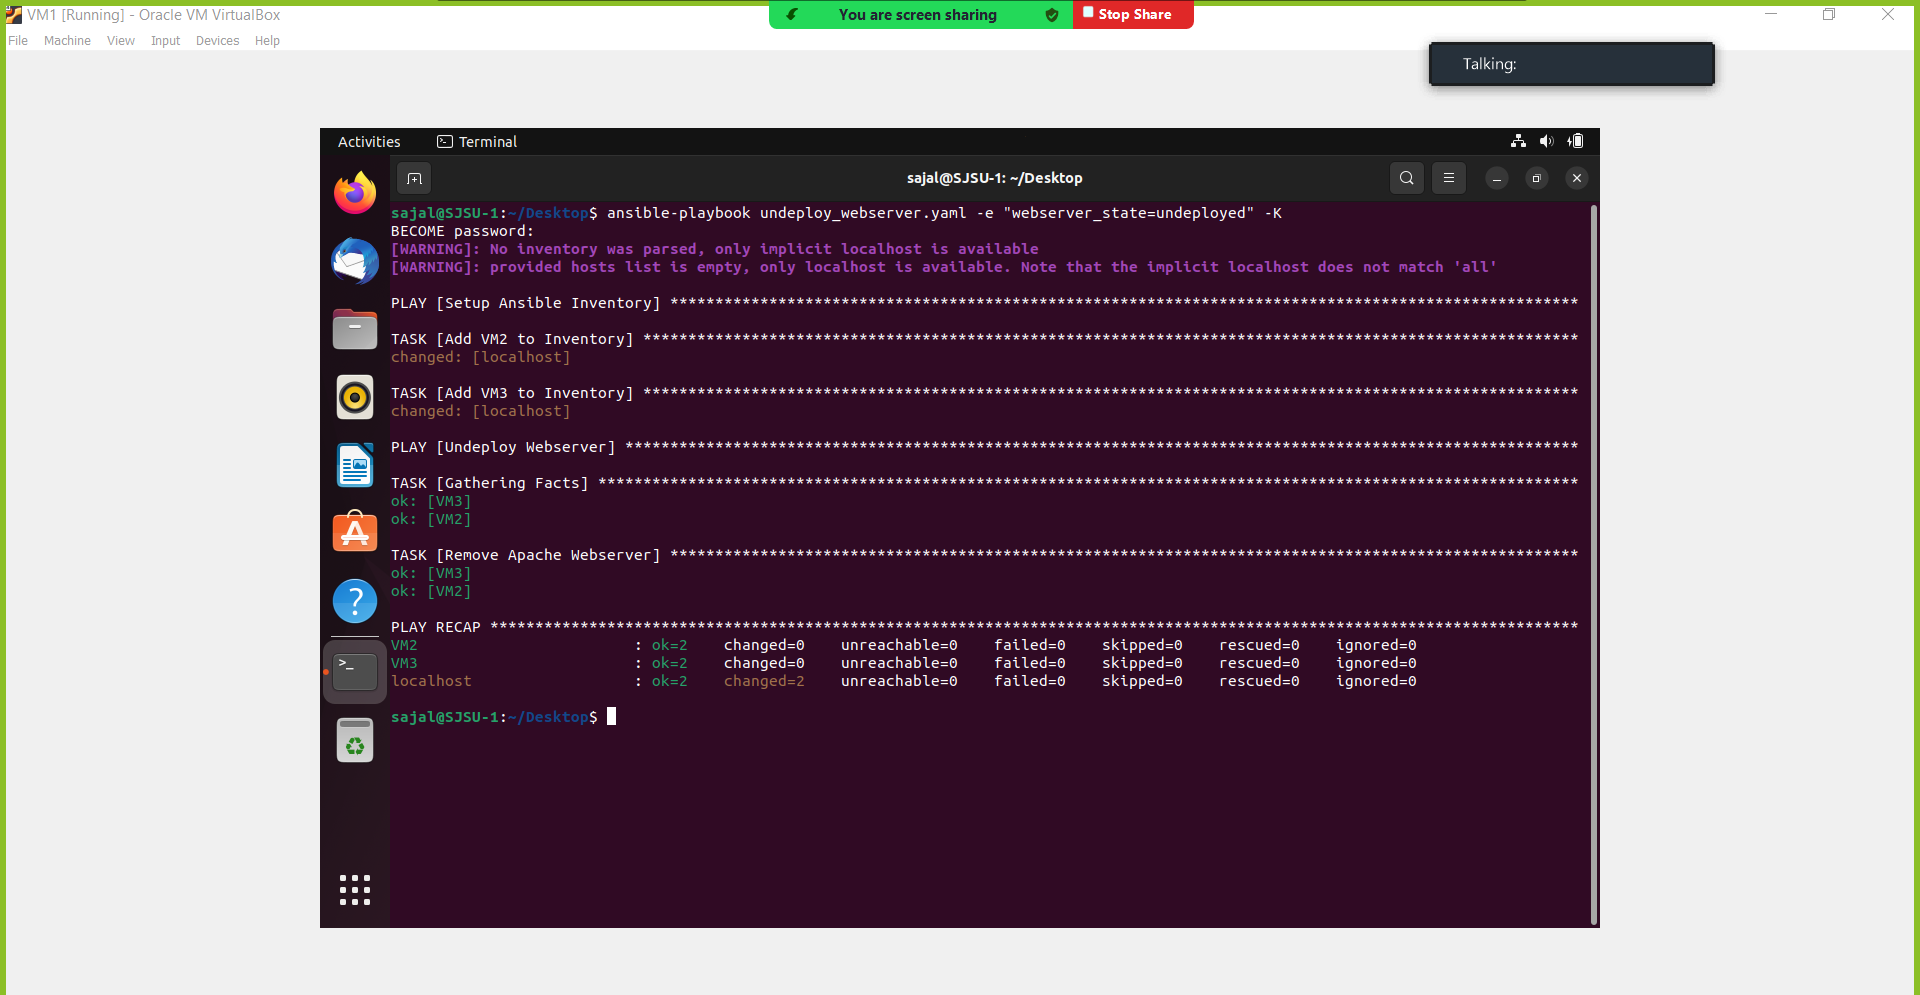 VM1 [Running] - Oracle VM VirtualBox
You are screen sharing
Stop Share
File Machine View Input Devices Help
Talking:
Activities
Terminal
sajal@SJSU-1: ~/Desktop
sajal@SJSU-1:~/Desktop$ ansible-playbook undeploy_webserver.yaml -e "webserver_state=undeployed" -K
BECOME password:
[WARNING]: No inventory was parsed, only implicit localhost is available
[WARNING]: provided hosts list is empty, only localhost is available. Note that the implicit localhost does not match 'all'
PLAY [Setup Ansible Inventory] *****************************************************************************************************
TASK [Add VM2 to Inventory] ********************************************************************************************************
changed: [localhost]
TASK [Add VM3 to Inventory] ********************************************************************************************************
changed: [localhost]
PLAY [Undeploy Webserver] **********************************************************************************************************
TASK [Gathering Facts] *************************************************************************************************************
ok: [VM3]
ok: [VM2]
TASK [Remove Apache Webserver] *****************************************************************************************************
ok: [VM3]
ok: [VM2]
PLAY RECAP *************************************************************************************************************************
VM2 : ok=2 changed=0 unreachable=0 failed=0 skipped=0 rescued=0 ignored=0
VM3 : ok=2 changed=0 unreachable=0 failed=0 skipped=0 rescued=0 ignored=0
localhost : ok=2 changed=2 unreachable=0 failed=0 skipped=0 rescued=0 ignored=0
sajal@SJSU-1:~/Desktop$